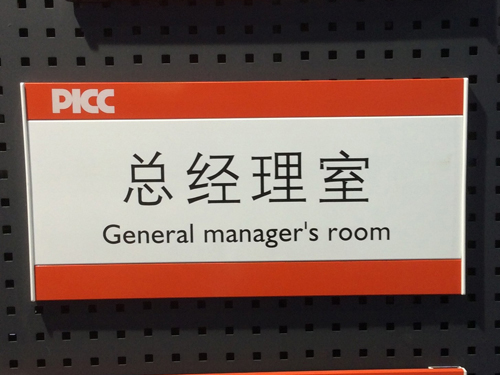 PICC
总经理室
General manager's room